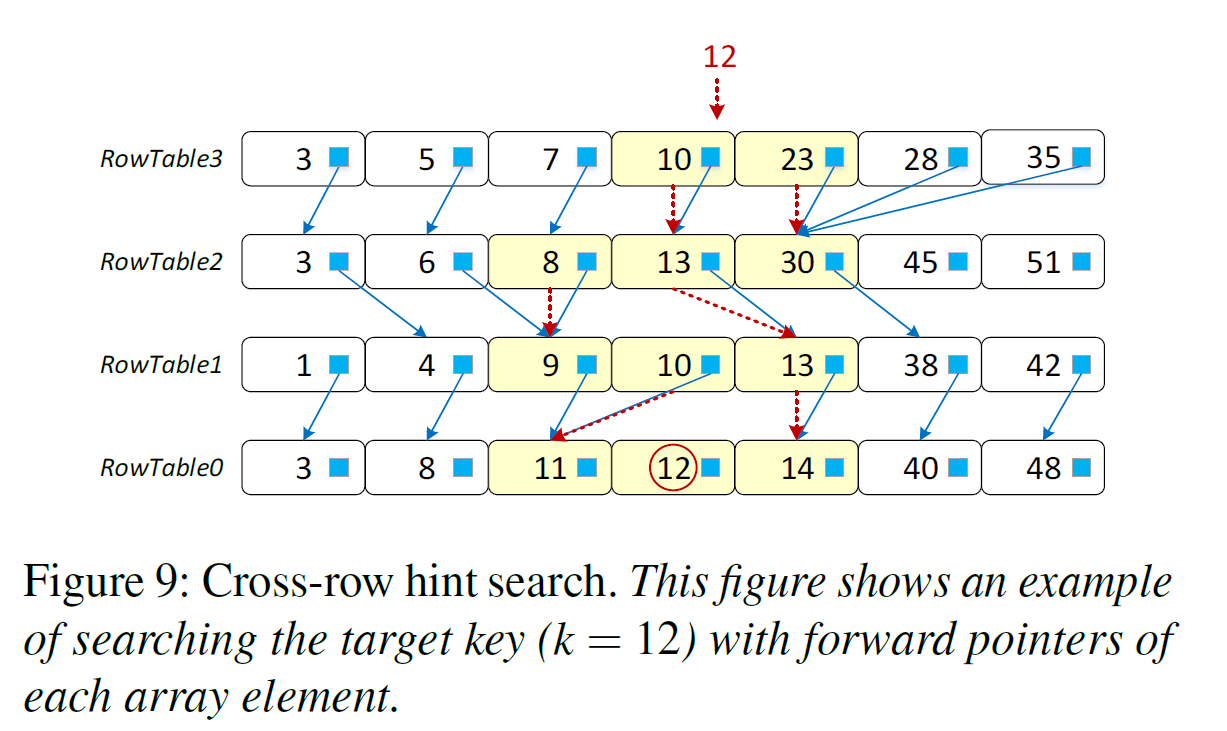 12
RowTable3 3 5 7 10 23 28 35
RowTable2 3 6 8 13 30 45 51
RowTable1 1 4 9 10 13 38 42
RowTable0 3 8 11 12 14 40 48
Figure 9: Cross-row hint search. This figure shows an example
of searching the target key (k = 12) with forward pointers of
each array element.